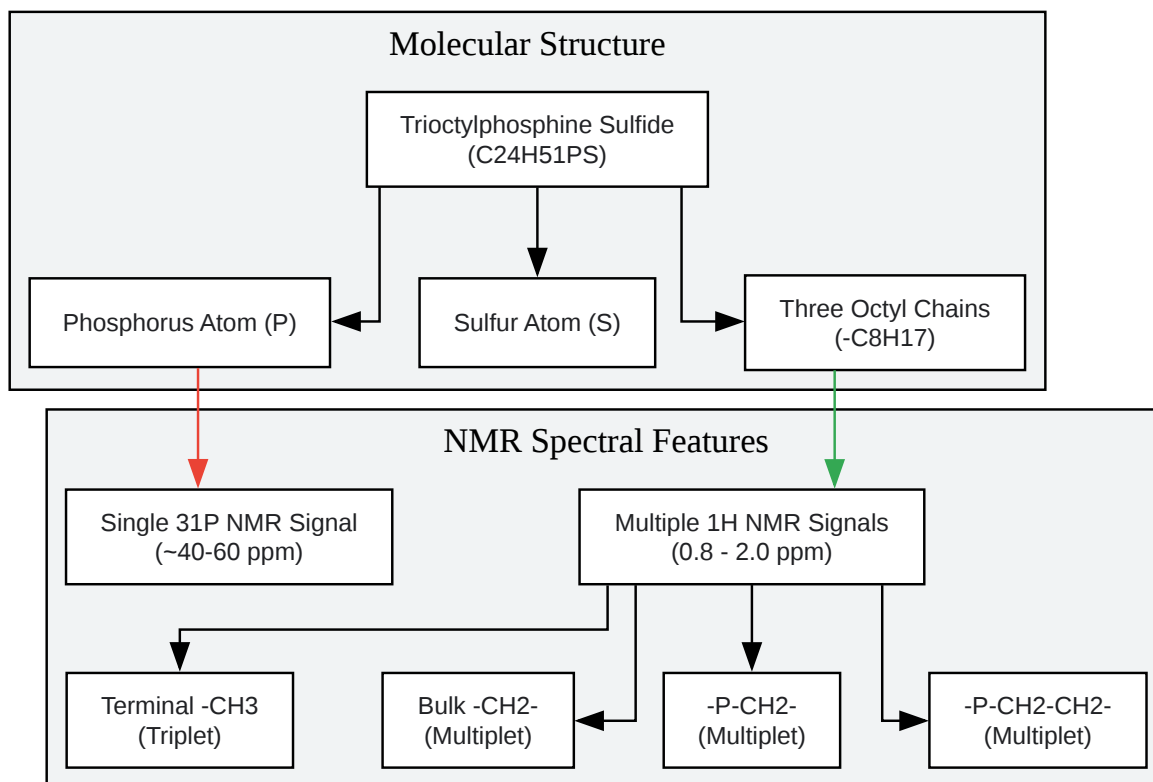 Molecular Structure
Trioctylphosphine Sulfide
(C24H51PS)
Phosphorus Atom (P)
Sulfur Atom (S)
Three Octyl Chains
(-C8H17)
NMR Spectral Features
Single 31P NMR Signal
(~40-60 ppm)
Multiple 1H NMR Signals
(0.8 - 2.0 ppm)
Terminal -CH3
(Triplet)
Bulk -CH2-
(Multiplet)
-P-CH2-
(Multiplet)
-P-CH2-CH2-
(Multiplet)